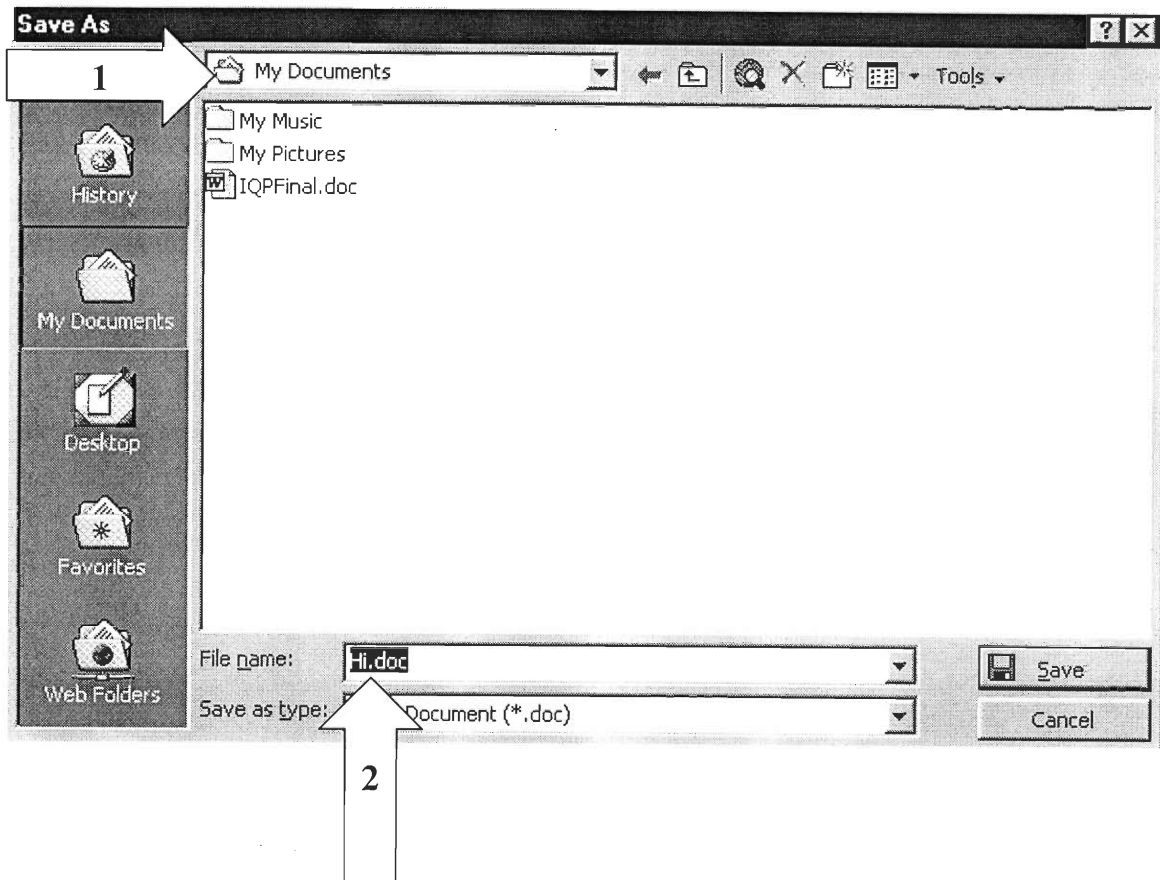 Save As
1
My Documents
Tools
My Music
My Pictures
IQPFinal.doc
History
My Documents
Desktop
Favorites
Web Folders
File name: Hi.doc
Save
Save as type: Document (*.doc)
Cancel
2